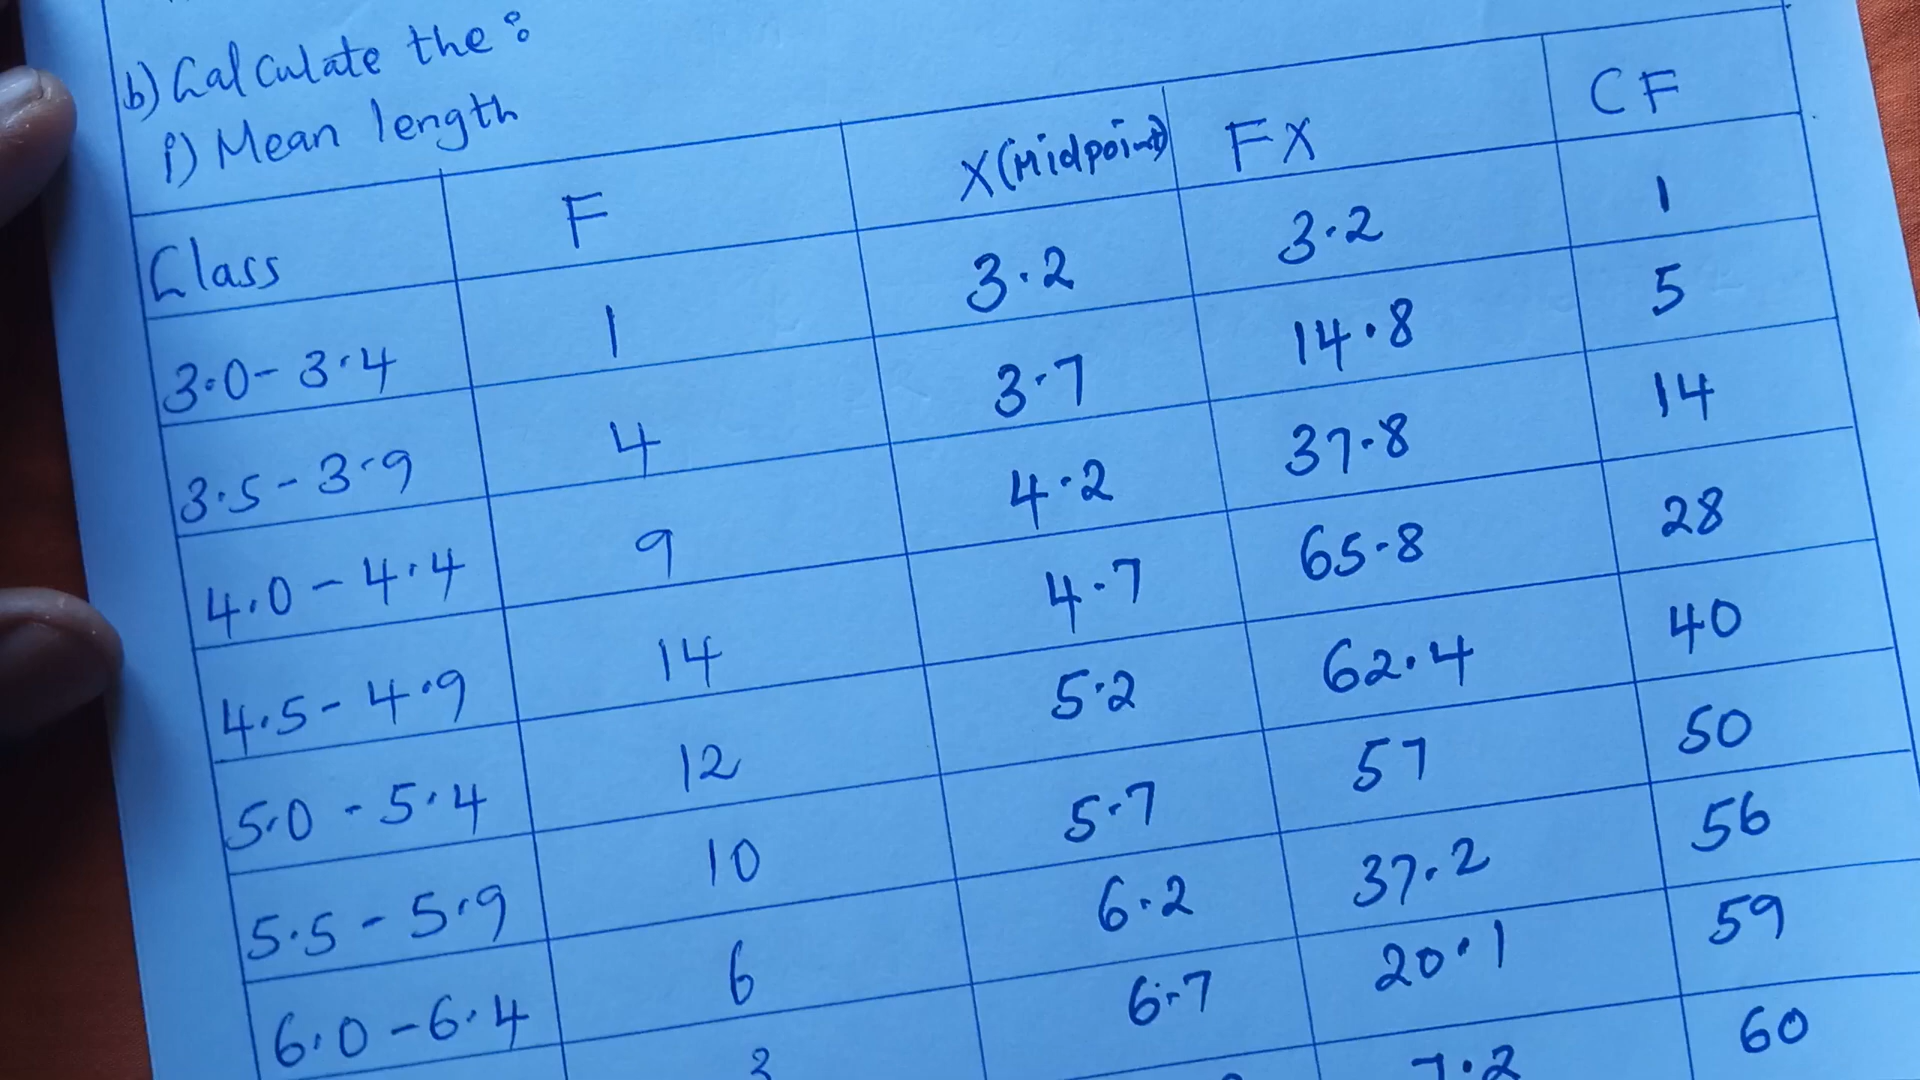 b) Calculate the :
i) Mean length
Class F X(Midpoint) FX CF
3.0- 3.4 1 3.2 3.2 1
3.5- 3.9 4 3.7 14.8 5
4.0 - 4.4 9 4.2 37.8 14
4.5- 4.9 14 4.7 65.8 28
5.0 - 5.4 12 5.2 62.4 40
5.5 - 5.9 10 5.7 57 50
6.0 - 6.4 6 6.2 37.2 56
3 6.7 20.1 59
7.2 60